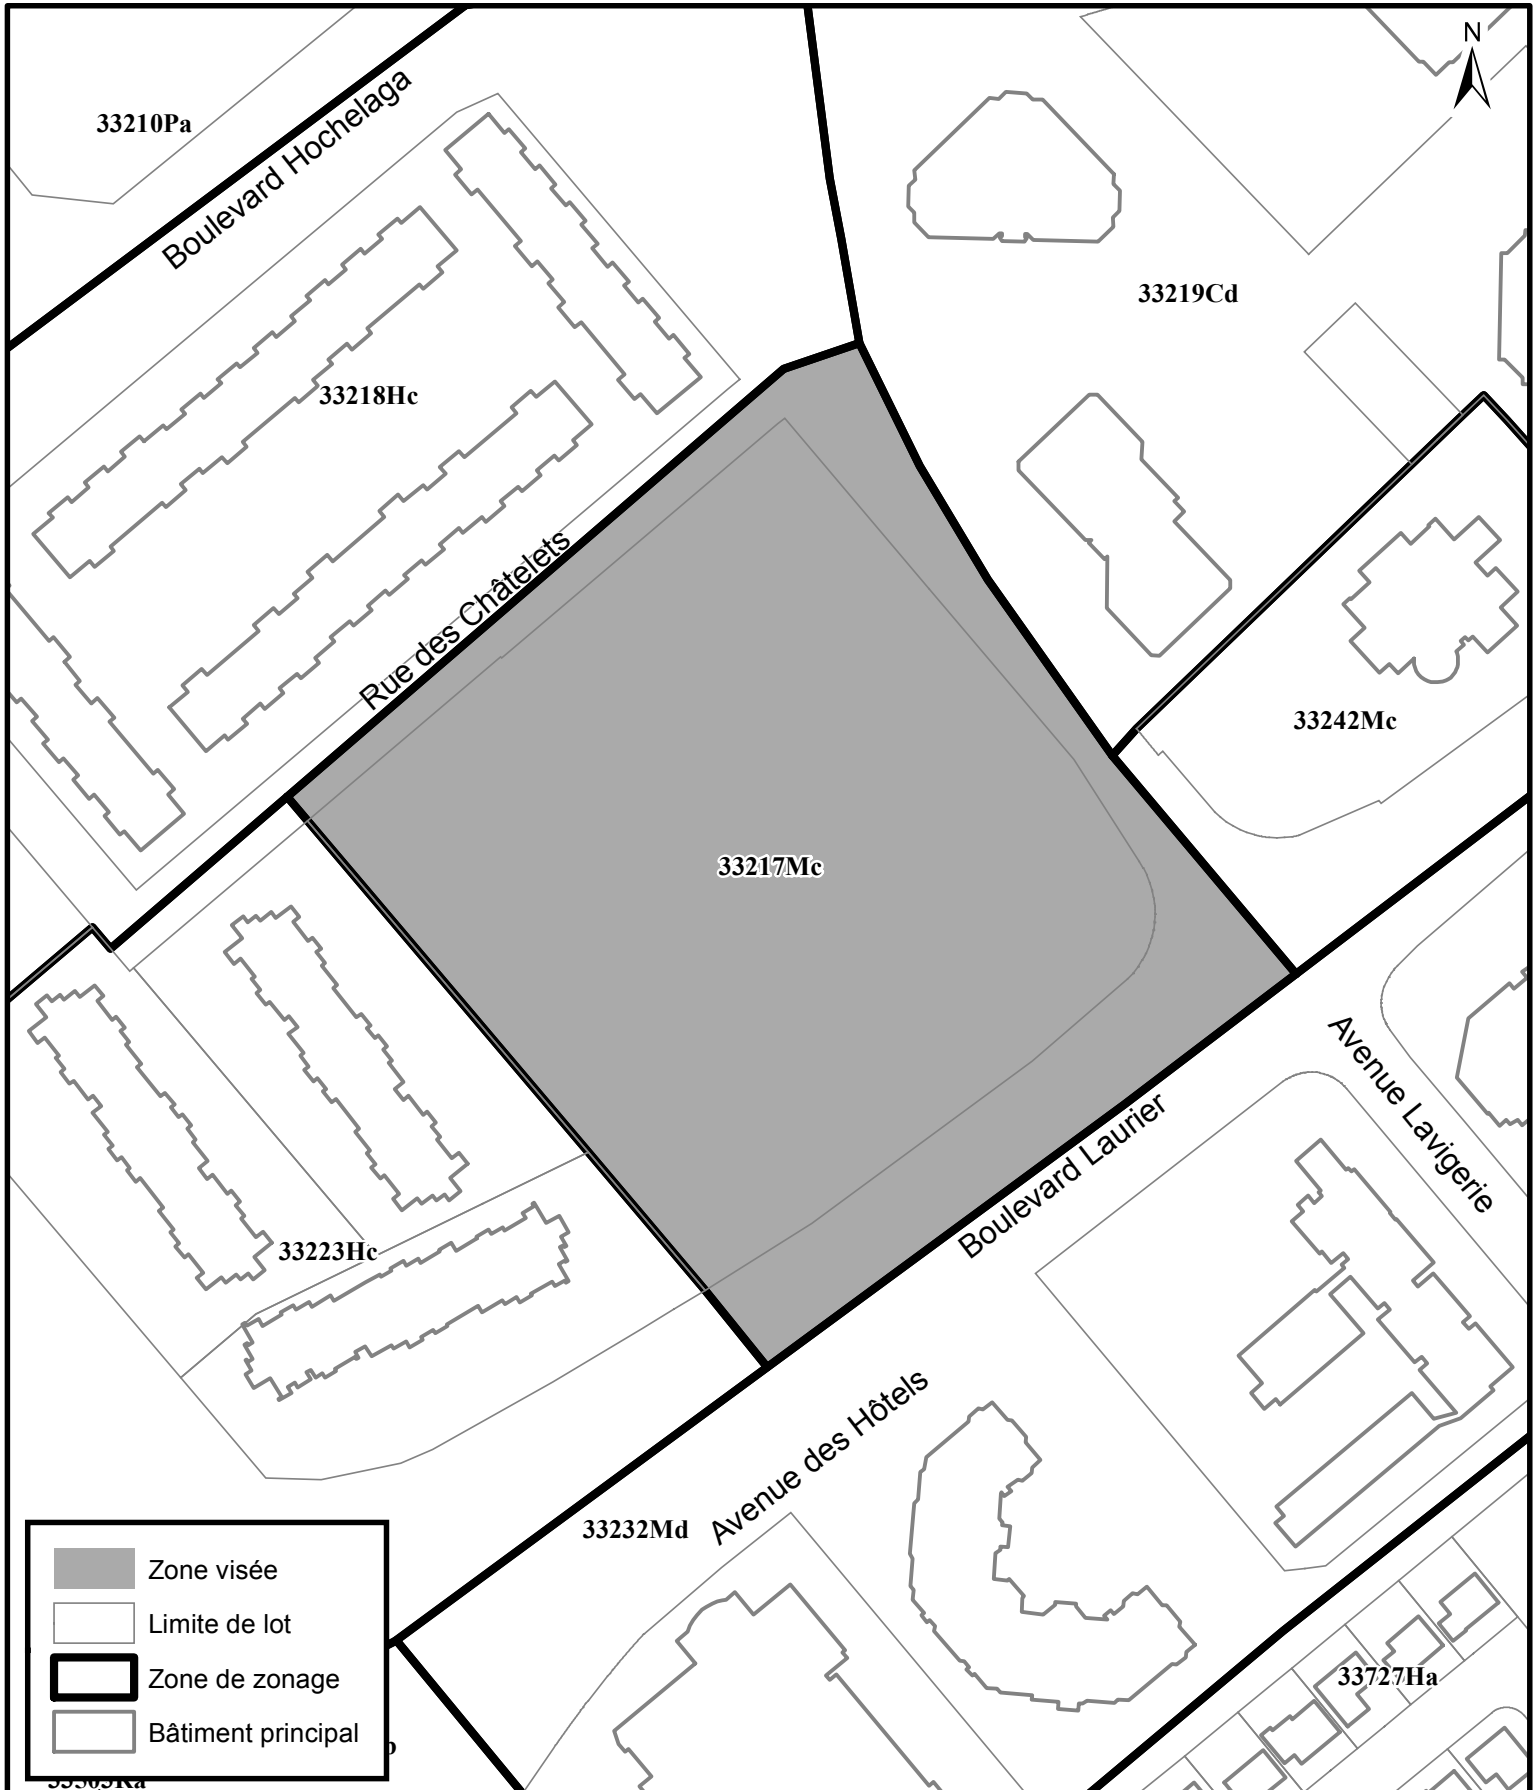 N
33210Pa
Boulevard Hochelaga
33219Cd
33218Hc
Rue des Châtelets
33242Mc
33217Mc
Avenue Lavigerie
Boulevard Laurier
33223Hc
Avenue des Hôtels
33232Md
33727Ha
Zone visée
Limite de lot
Zone de zonage
Bâtiment principal